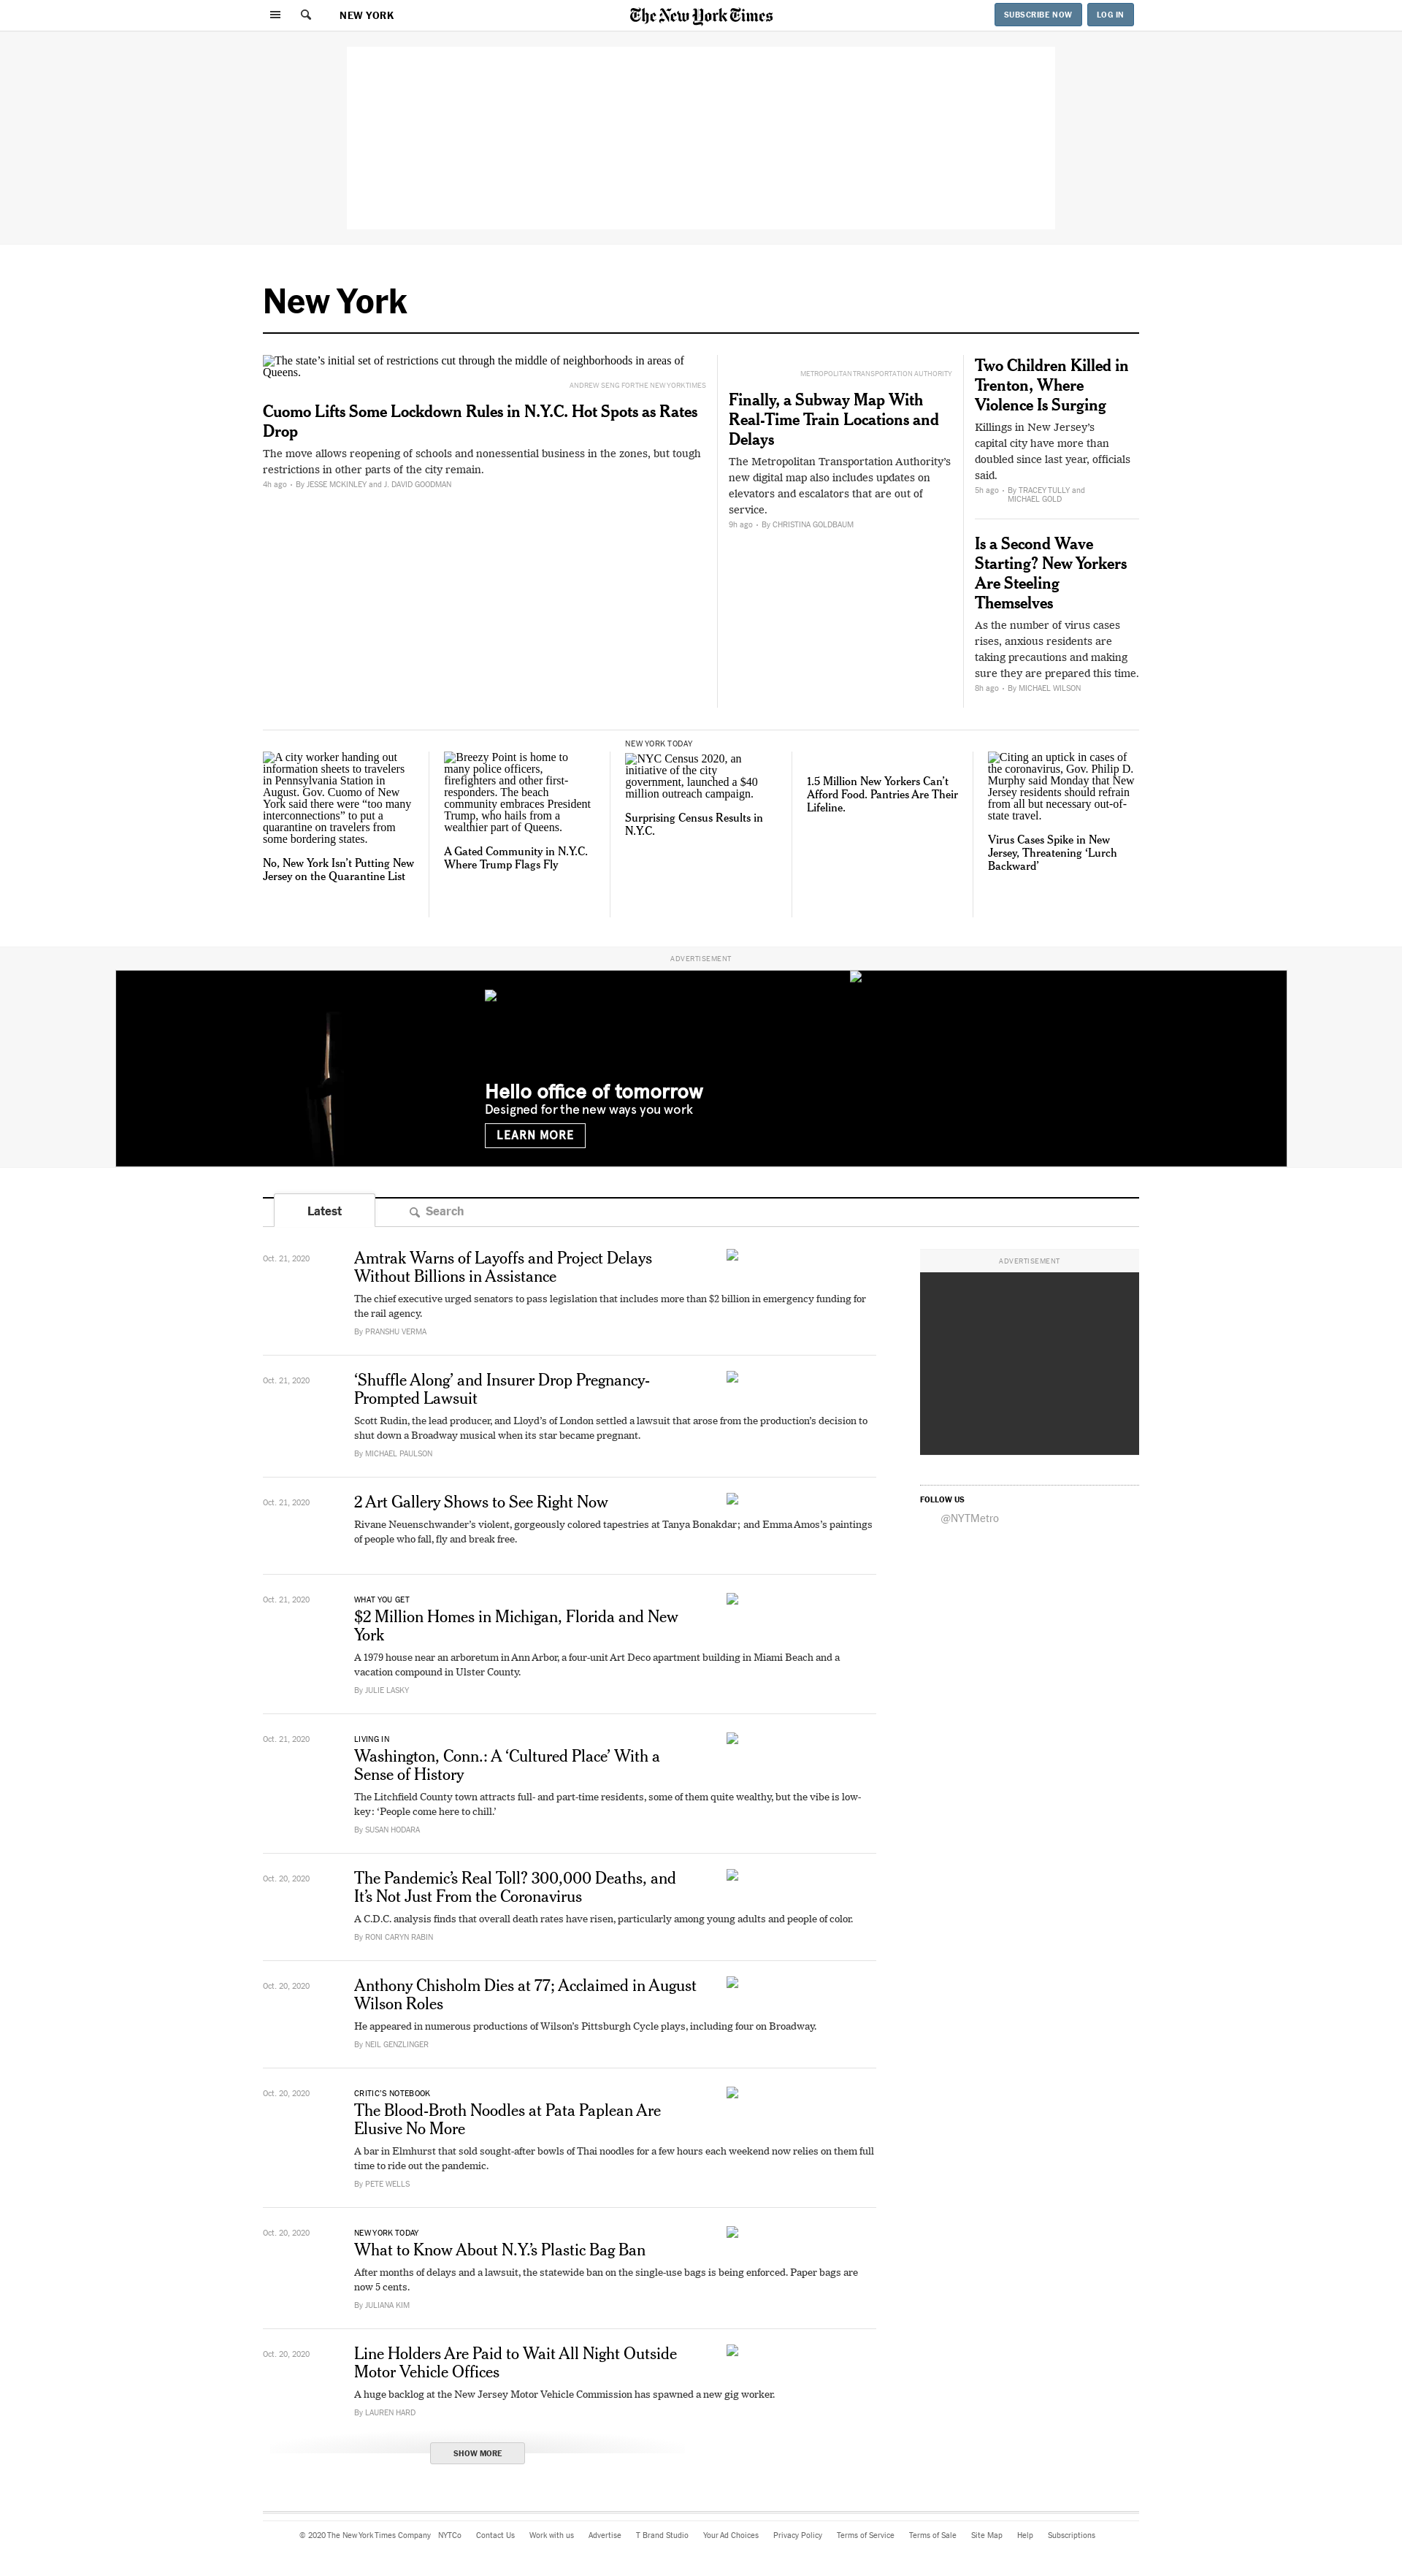 NEW YORK
The New York Times
SUBSCRIBE NOW
LOG IN
New York
The state's initial set of restrictions cut through the middle of neighborhoods in areas of
Queens.
ANDREW SENG FOR THE NEW YORK TIMES
Cuomo Lifts Some Lockdown Rules in N.Y.C. Hot Spots as Rates
Drop
The move allows reopening of schools and nonessential business in the zones, but tough
restrictions in other parts of the city remain.
4h ago • By JESSE MCKINLEY and J. DAVID GOODMAN
METROPOLITAN TRANSPORTATION AUTHORITY
Finally, a Subway Map With
Real-Time Train Locations and
Delays
The Metropolitan Transportation Authority's
new digital map also includes updates on
elevators and escalators that are out of
service.
9h ago • By CHRISTINA GOLDBAUM
Two Children Killed in
Trenton, Where
Violence Is Surging
Killings in New Jersey's
capital city have more than
doubled since last year, officials
said.
5h ago • By TRACEY TULLY and
MICHAEL GOLD
Is a Second Wave
Starting? New Yorkers
Are Steeling
Themselves
As the number of virus cases
rises, anxious residents are
taking precautions and making
sure they are prepared this time.
8h ago • By MICHAEL WILSON
A city worker handing out
information sheets to travelers
in Pennsylvania Station in
August. Gov. Cuomo of New
York said there were “too many
interconnections” to put a
quarantine on travelers from
some bordering states.
No, New York Isn't Putting New
Jersey on the Quarantine List
Breezy Point is home to
many police officers,
firefighters and other first-
responders. The beach
community embraces President
Trump, who hails from a
wealthier part of Queens.
A Gated Community in N.Y.C.
Where Trump Flags Fly
NEW YORK TODAY
NYC Census 2020, an
initiative of the city
government, launched a $40
million outreach campaign.
Surprising Census Results in
N.Y.C.
1.5 Million New Yorkers Can't
Afford Food. Pantries Are Their
Lifeline.
Citing an uptick in cases of
the coronavirus, Gov. Philip D.
Murphy said Monday that New
Jersey residents should refrain
from all but necessary out-of-
state travel.
Virus Cases Spike in New
Jersey, Threatening ‘Lurch
Backward’
ADVERTISEMENT
Hello office of tomorrow
Designed for the new ways you work
LEARN MORE
Latest
Search
Oct. 21, 2020
Amtrak Warns of Layoffs and Project Delays
Without Billions in Assistance
The chief executive urged senators to pass legislation that includes more than $2 billion in emergency funding for
the rail agency.
By PRANSHU VERMA
ADVERTISEMENT
Oct. 21, 2020
‘Shuffle Along’ and Insurer Drop Pregnancy-
Prompted Lawsuit
Scott Rudin, the lead producer, and Lloyd's of London settled a lawsuit that arose from the production's decision to
shut down a Broadway musical when its star became pregnant.
By MICHAEL PAULSON
FOLLOW US
@NYTMetro
Oct. 21, 2020
2 Art Gallery Shows to See Right Now
Rivane Neuenschwander's violent, gorgeously colored tapestries at Tanya Bonakdar; and Emma Amos's paintings
of people who fall, fly and break free.
Oct. 21, 2020
WHAT YOU GET
$2 Million Homes in Michigan, Florida and New
York
A 1979 house near an arboretum in Ann Arbor, a four-unit Art Deco apartment building in Miami Beach and a
vacation compound in Ulster County.
By JULIE LASKY
Oct. 21, 2020
LIVING IN
Washington, Conn.: A ‘Cultured Place’ With a
Sense of History
The Litchfield County town attracts full- and part-time residents, some of them quite wealthy, but the vibe is low-
key: ‘People come here to chill.’
By SUSAN HODARA
Oct. 20, 2020
The Pandemic's Real Toll? 300,000 Deaths, and
It's Not Just From the Coronavirus
A C.D.C. analysis finds that overall death rates have risen, particularly among young adults and people of color.
By RONI CARYN RABIN
Oct. 20, 2020
Anthony Chisholm Dies at 77; Acclaimed in August
Wilson Roles
He appeared in numerous productions of Wilson's Pittsburgh Cycle plays, including four on Broadway.
By NEIL GENZLINGER
Oct. 20, 2020
CRITIC'S NOTEBOOK
The Blood-Broth Noodles at Pata Paplean Are
Elusive No More
A bar in Elmhurst that sold sought-after bowls of Thai noodles for a few hours each weekend now relies on them full
time to ride out the pandemic.
By PETE WELLS
Oct. 20, 2020
NEW YORK TODAY
What to Know About N.Y.'s Plastic Bag Ban
After months of delays and a lawsuit, the statewide ban on the single-use bags is being enforced. Paper bags are
now 5 cents.
By JULIANA KIM
Oct. 20, 2020
Line Holders Are Paid to Wait All Night Outside
Motor Vehicle Offices
A huge backlog at the New Jersey Motor Vehicle Commission has spawned a new gig worker.
By LAUREN HARD
SHOW MORE
© 2020 The New York Times Company NYTCo Contact Us Work with us Advertise T Brand Studio Your Ad Choices Privacy Policy Terms of Service Terms of Sale Site Map Help Subscriptions